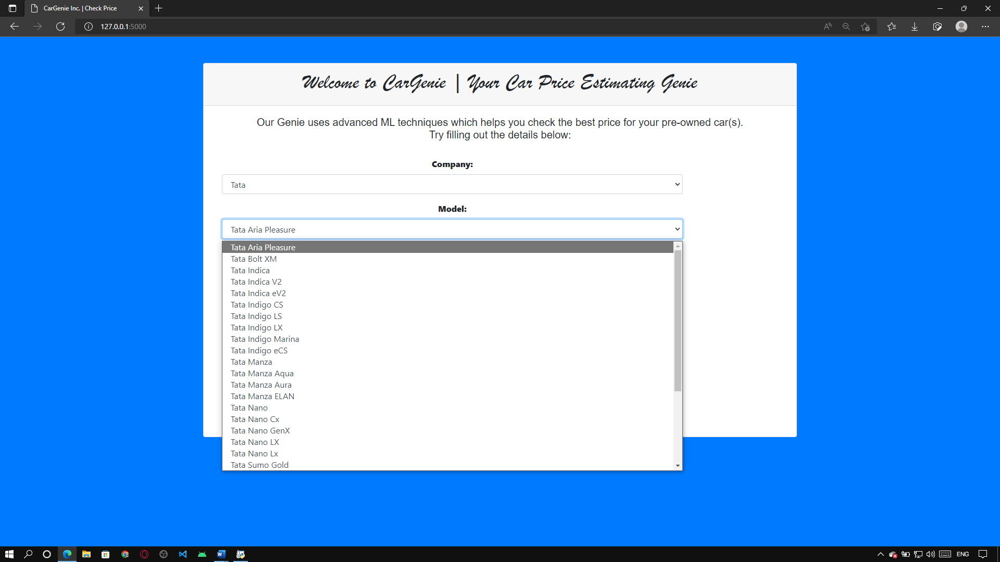 CarGenie Inc. | Check Price
127.0.0.1:5000
Welcome to CarGenie | Your Car Price Estimating Genie
Our Genie uses advanced ML techniques which helps you check the best price for your pre-owned car(s).
Try filling out the details below:
Company:
Tata
Model:
Tata Aria Pleasure
Tata Aria Pleasure
Tata Bolt XM
Tata Indica
Tata Indica V2
Tata Indica eV2
Tata Indigo CS
Tata Indigo LS
Tata Indigo LX
Tata Indigo Marina
Tata Indigo eCS
Tata Manza
Tata Manza Aqua
Tata Manza Aura
Tata Manza ELAN
Tata Nano
Tata Nano Cx
Tata Nano GenX
Tata Nano LX
Tata Nano Lx
Tata Sumo Gold
ENG